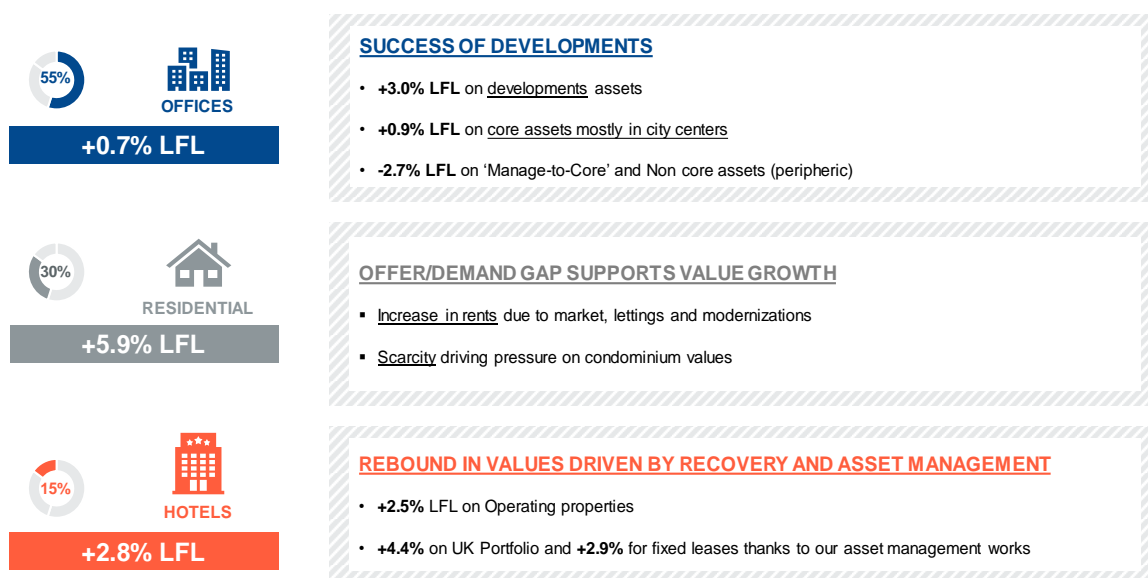 55%
OFFICES
+0.7% LFL
SUCCESS OF DEVELOPMENTS
• +3.0% LFL on developments assets
• +0.9% LFL on core assets mostly in city centers
• -2.7% LFL on ‘Manage-to-Core’ and Non core assets (peripheric)
30%
RESIDENTIAL
+5.9% LFL
OFFER/DEMAND GAP SUPPORTS VALUE GROWTH
▪ Increase in rents due to market, lettings and modernizations
▪ Scarcity driving pressure on condominium values
15%
HOTELS
+2.8% LFL
REBOUND IN VALUES DRIVEN BY RECOVERY AND ASSET MANAGEMENT
• +2.5% LFL on Operating properties
• +4.4% on UK Portfolio and +2.9% for fixed leases thanks to our asset management works